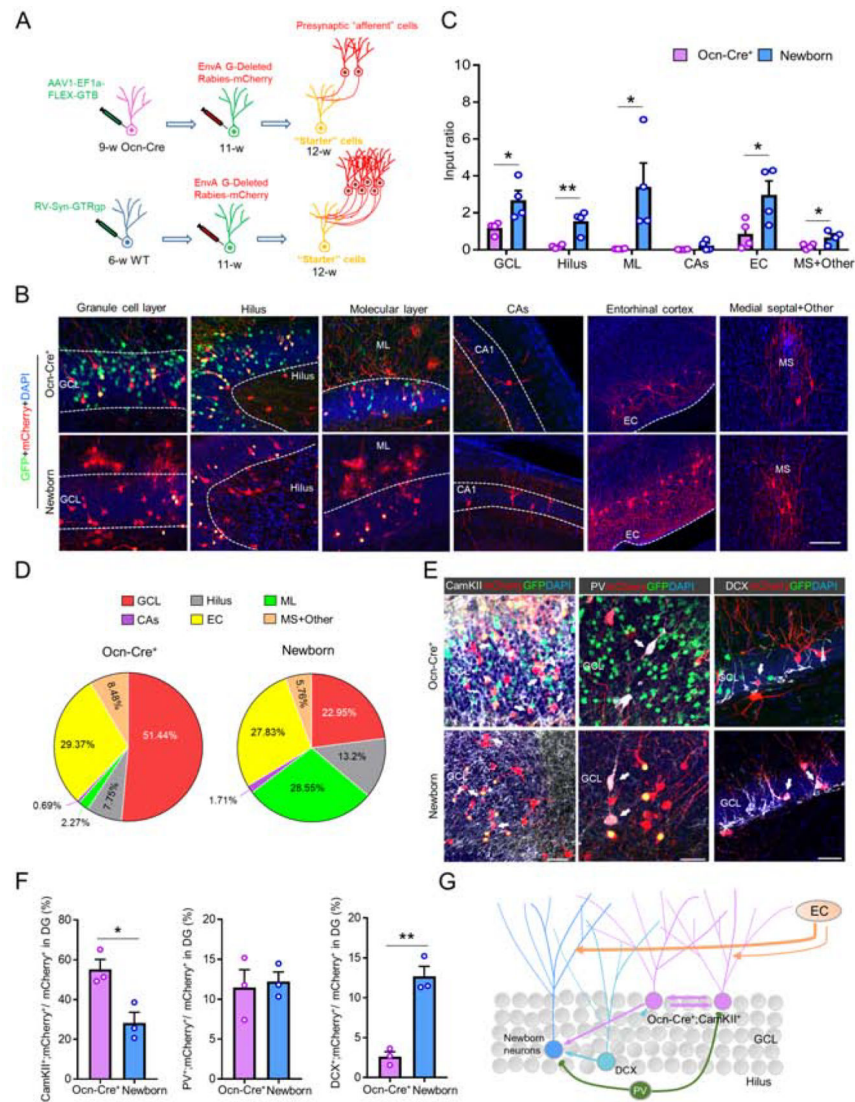 A
Presynaptic "afferent" cells
AAV1-EF1a-
FLEX-GTB
EnvA G-Deleted
Rabies-mCherry
9-w Ocn-Cre
11-w
"Starter" cells
12-w
RV-Syn-GTRgp
EnvA G-Deleted
Rabies-mCherry
6-w WT
11-w
"Starter" cells
12-w
C
Ocn-Cre+
Newborn
Input ratio
10
8
6
4
2
0
*
**
*
*
*
GCL
Hilus
ML
CAs
EC
MS+Other
B
Granule cell layer
Hilus
Molecular layer
CAs
Entorhinal cortex
Medial septal+Other
GFP+mCherry+DAPI
Ocn-Cre+
GCL
Hilus
ML
CA1
EC
MS
Newborn
GCL
Hilus
ML
CA1
EC
MS
D
GCL
Hilus
ML
CAs
EC
MS+Other
Ocn-Cre+
8.48%
51.44%
29.37%
7.75%
0.69%
2.27%
Newborn
5.76%
22.95%
27.83%
13.2%
28.55%
1.71%
E
CamKII mCherry GFP DAPI
PV mCherry GFP DAPI
DCX mCherry GFP DAPI
Ocn-Cre+
GCL
GCL
GCL
Newborn
GCL
GCL
GCL
F
CamKII+;mCherry+/ mCherry+ in DG (%)
80
60
40
20
0
*
Ocn-Cre+ Newborn
PV+;mCherry+/ mCherry+ in DG (%)
20
15
10
5
0
Ocn-Cre+ Newborn
DCX+;mCherry+/ mCherry+ in DG (%)
20
15
10
5
0
**
Ocn-Cre+ Newborn
G
EC
Ocn-Cre+;CamKII+
Newborn
neurons
DCX
GCL
PV
Hilus